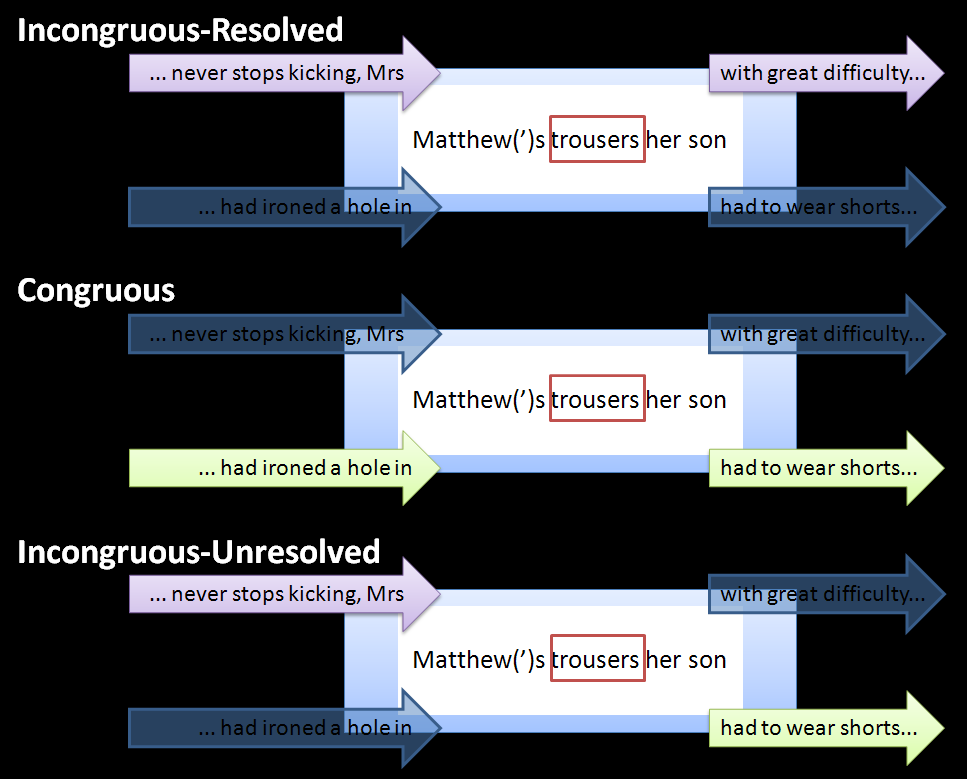 Incongruous-Resolved
... never stops kicking, Mrs
with great difficulty...
Matthew(’)s trousers her son
... had ironed a hole in
had to wear shorts...
Congruous
... never stops kicking, Mrs
with great difficulty...
Matthew(’)s trousers her son
... had ironed a hole in
had to wear shorts...
Incongruous-Unresolved
... never stops kicking, Mrs
with great difficulty...
Matthew(’)s trousers her son
... had ironed a hole in
had to wear shorts...